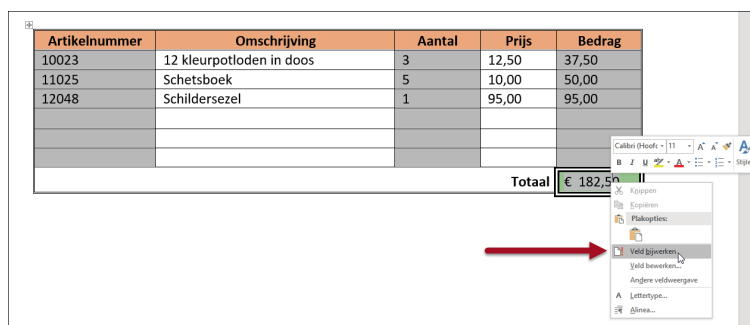 Artikelnummer Omschrijving Aantal Prijs Bedrag
10023 12 kleurpotloden in doos 3 12,50 37,50
11025 Schetsboek 5 10,00 50,00
12048 Schildersezel 1 95,00 95,00
Calibri (Hoofc 11 A A A
B I U A Stijle
Totaal € 182,50
Knippen
Kopiëren
Plakopties:
Veld bijwerken
Veld bewerken...
Andere veldweergave
A Lettertype...
Alinea...